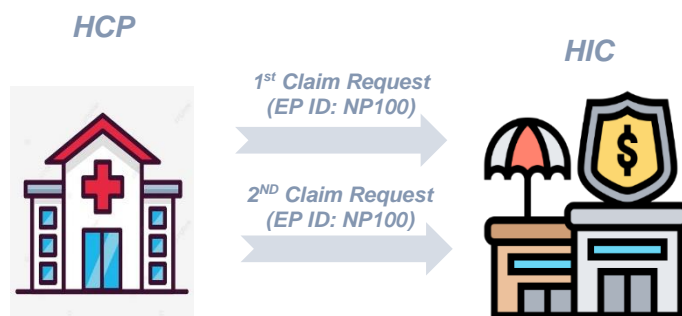 HCP
HIC
1st Claim Request
(EP ID: NP100)
2ND Claim Request
(EP ID: NP100)
$